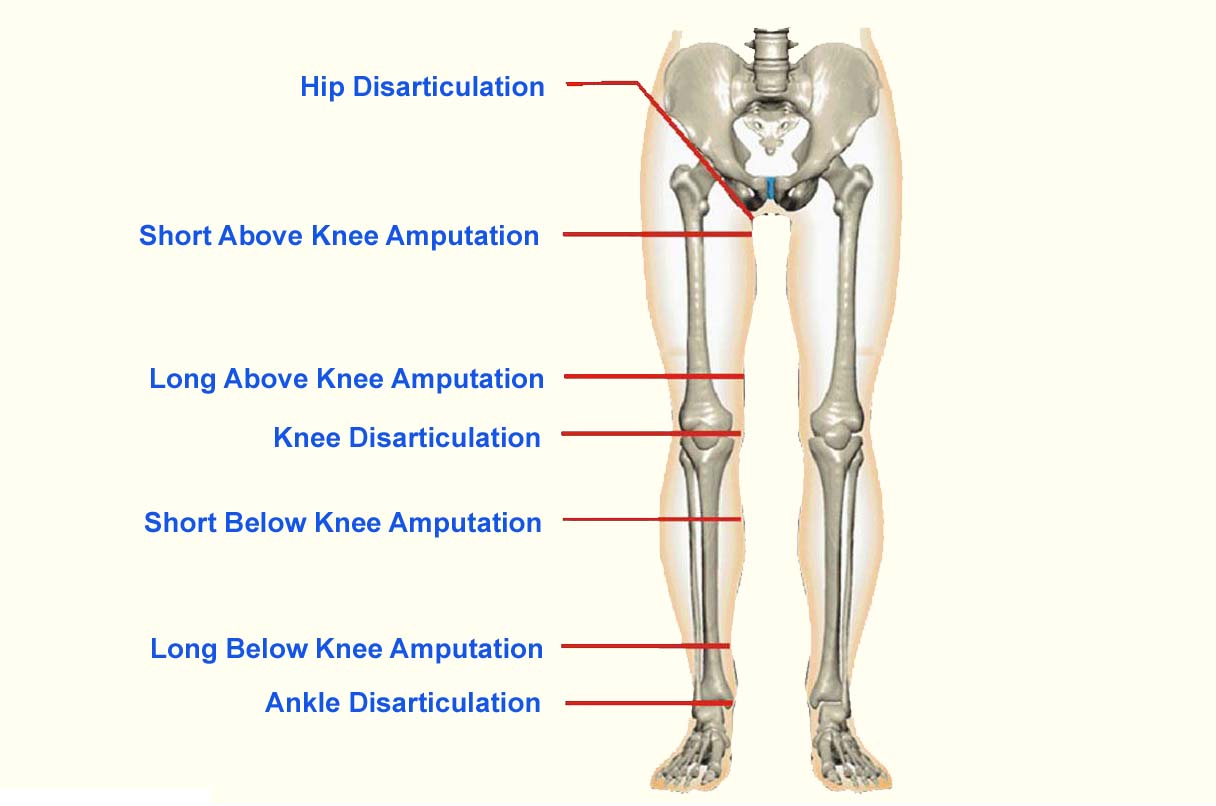 Hip Disarticulation
Short Above Knee Amputation
Long Above Knee Amputation
Knee Disarticulation
Short Below Knee Amputation
Long Below Knee Amputation
Ankle Disarticulation